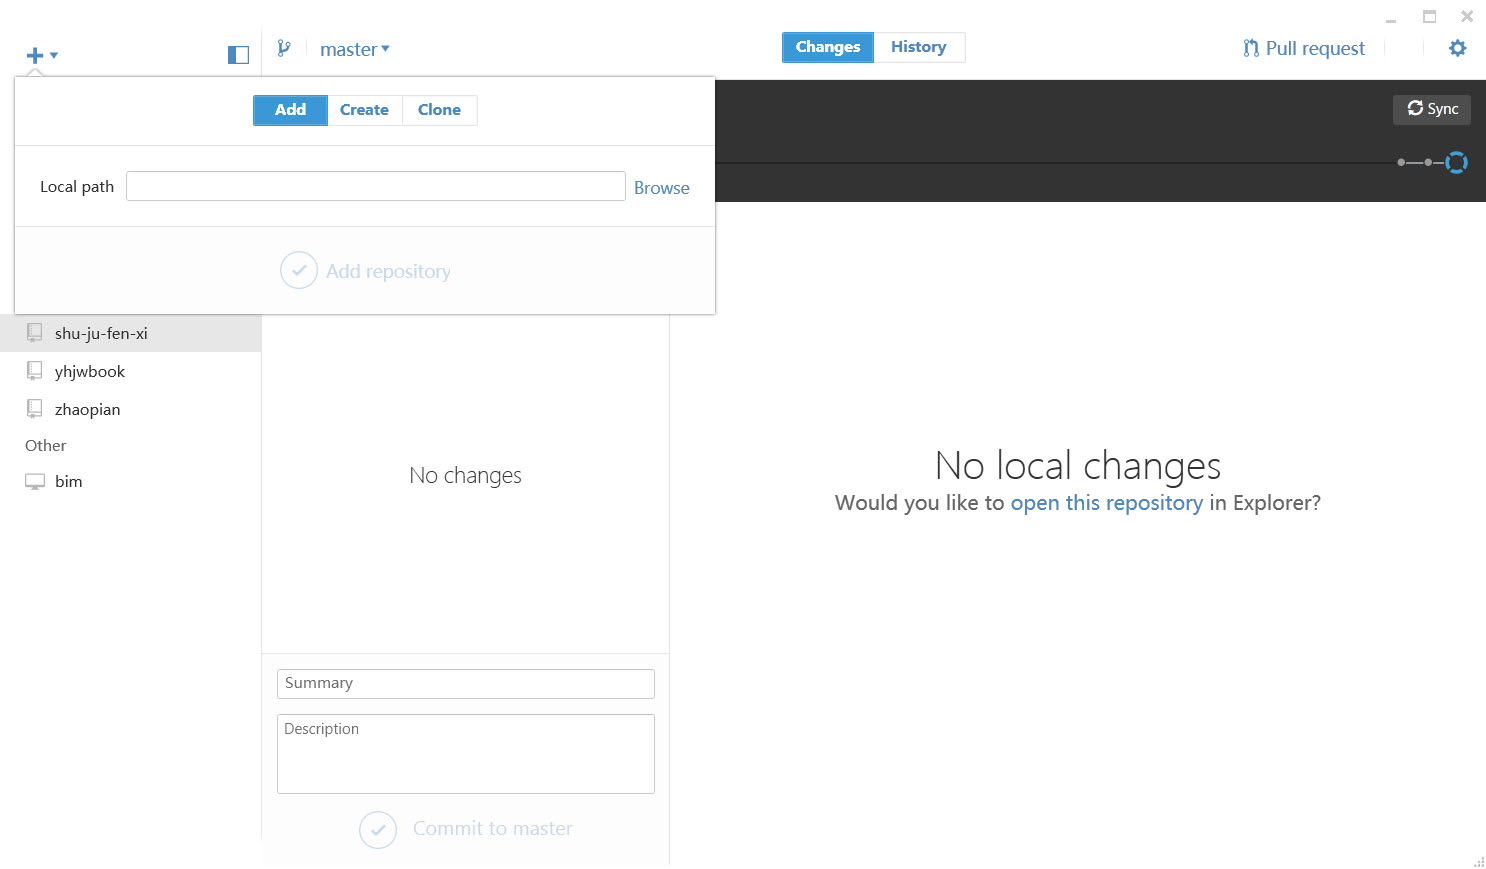 master
Changes
History
Pull request
Add
Create
Clone
Sync
Local path
Browse
Add repository
shu-ju-fen-xi
yhjwbook
zhaopian
Other
bim
No changes
No local changes
Would you like to open this repository in Explorer?
Summary
Description
Commit to master